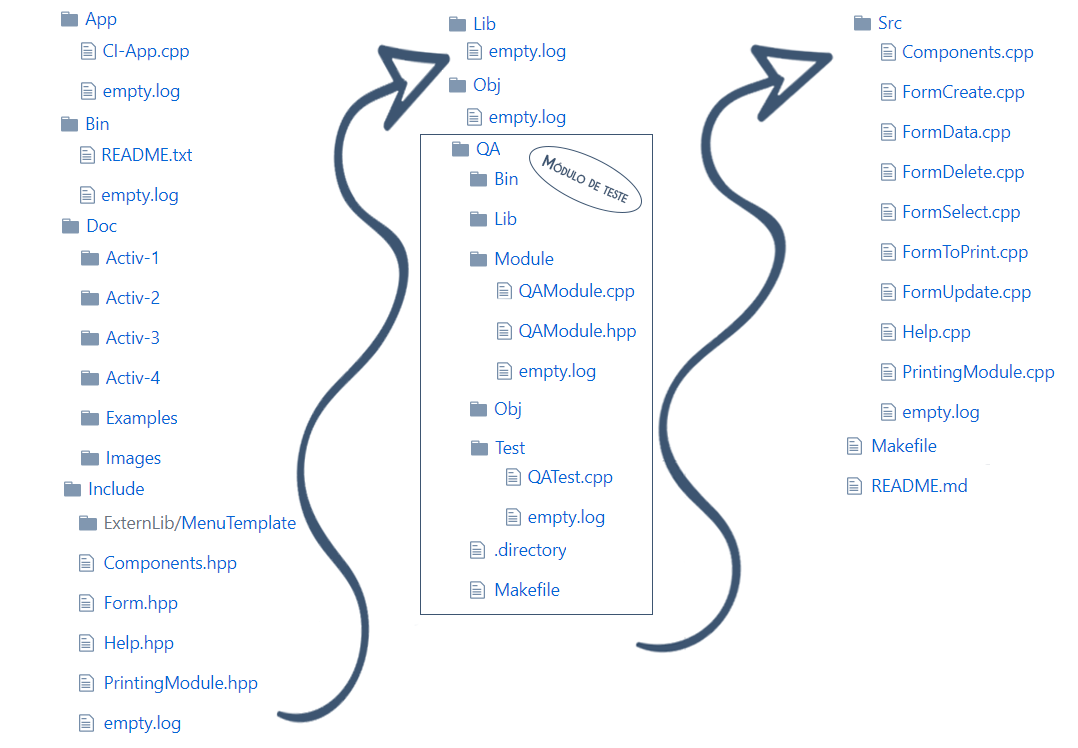 App
CI-App.cpp
empty.log
Bin
README.txt
empty.log
Doc
Activ-1
Activ-2
Activ-3
Activ-4
Examples
Images
Include
ExternLib/MenuTemplate
Components.hpp
Form.hpp
Help.hpp
PrintingModule.hpp
empty.log
Lib
empty.log
Obj
empty.log
QA
Módulo de teste
Bin
Lib
Module
QAModule.cpp
QAModule.hpp
empty.log
Obj
Test
QATest.cpp
empty.log
.directory
Makefile
Src
Components.cpp
FormCreate.cpp
FormData.cpp
FormDelete.cpp
FormSelect.cpp
FormToPrint.cpp
FormUpdate.cpp
Help.cpp
PrintingModule.cpp
empty.log
Makefile
README.md